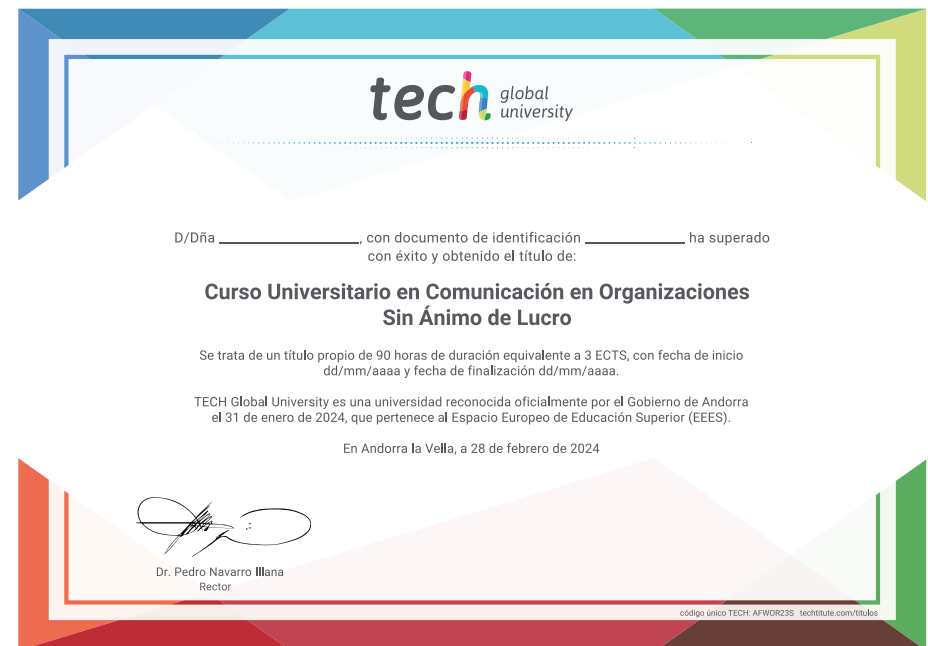 tech global university
D/Dña ____________________, con documento de identificación ______________ ha superado
con éxito y obtenido el título de:
Curso Universitario en Comunicación en Organizaciones
Sin Ánimo de Lucro
Se trata de un título propio de 90 horas de duración equivalente a 3 ECTS, con fecha de inicio
dd/mm/aaaa y fecha de finalización dd/mm/aaaa.
TECH Global University es una universidad reconocida oficialmente por el Gobierno de Andorra
el 31 de enero de 2024, que pertenece al Espacio Europeo de Educación Superior (EEES).
En Andorra la Vella, a 28 de febrero de 2024
Dr. Pedro Navarro Illana
Rector
código único TECH: AFWOR23S techtitute.com/titulos